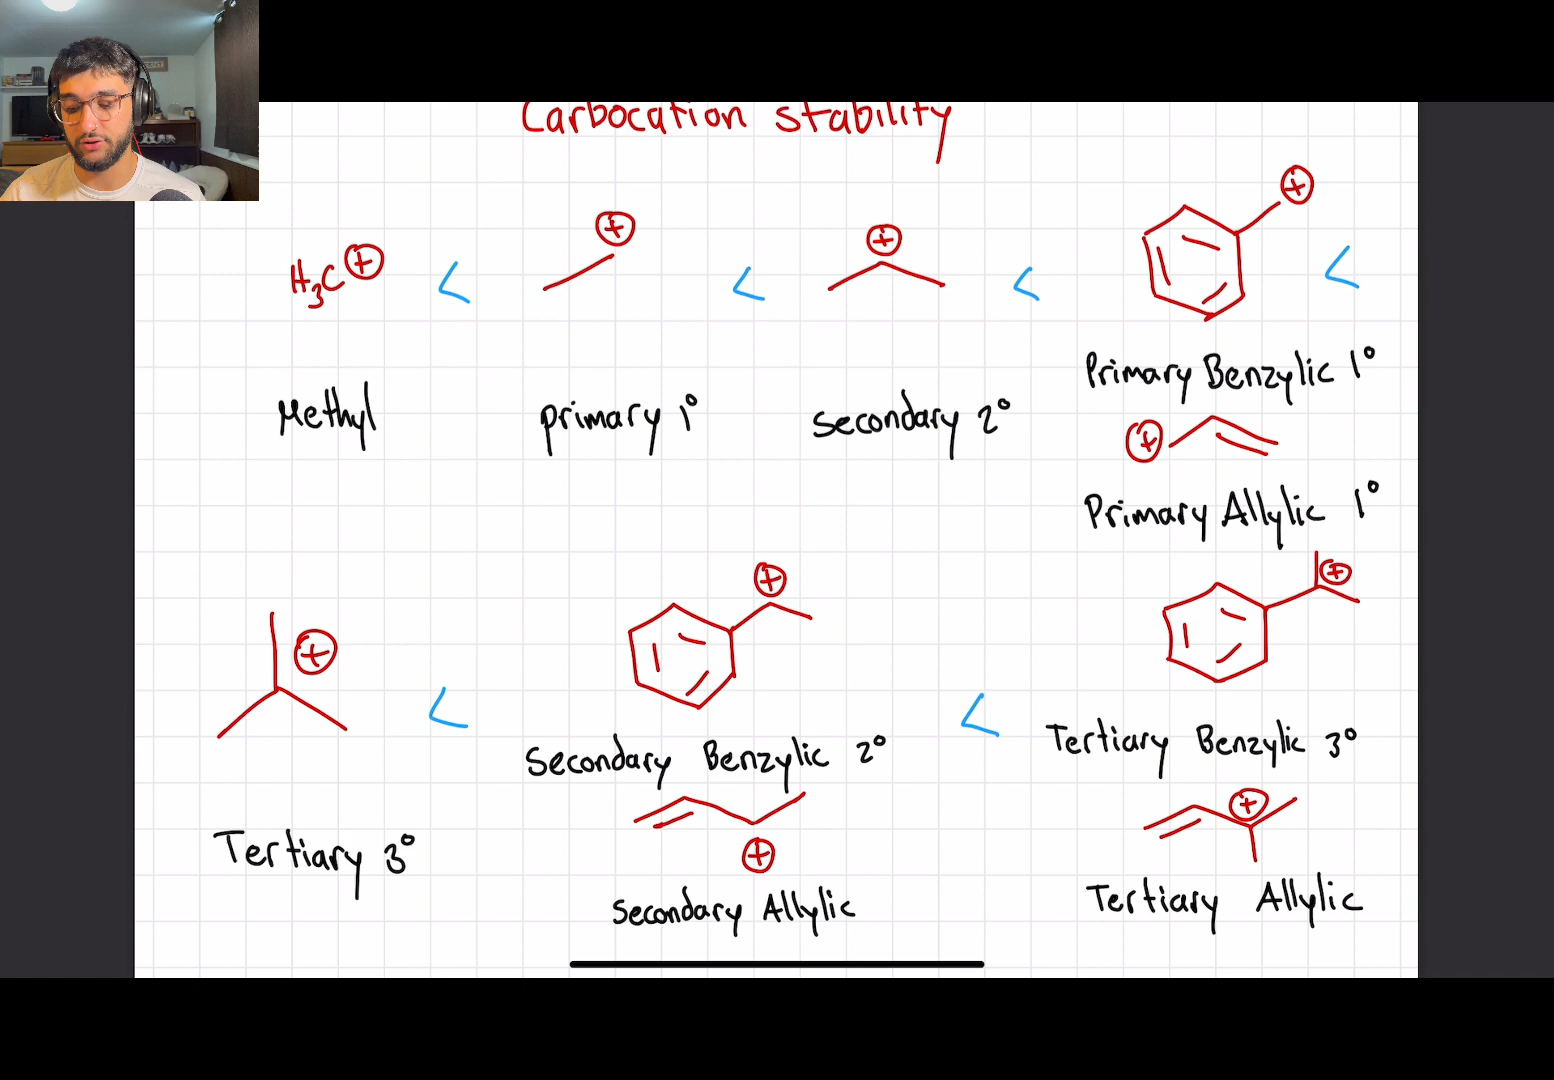 Carbocation stability
H₃C⊕ < ⊕ < ⊕ < ⊕ <
Methyl
primary 1°
secondary 2°
Primary Benzylic 1°
⊕
Primary Allylic 1°
⊕ < ⊕ < ⊕
Tertiary 3°
Secondary Benzylic 2°
⊕
Secondary Allylic
Tertiary Benzylic 3°
⊕
Tertiary Allylic